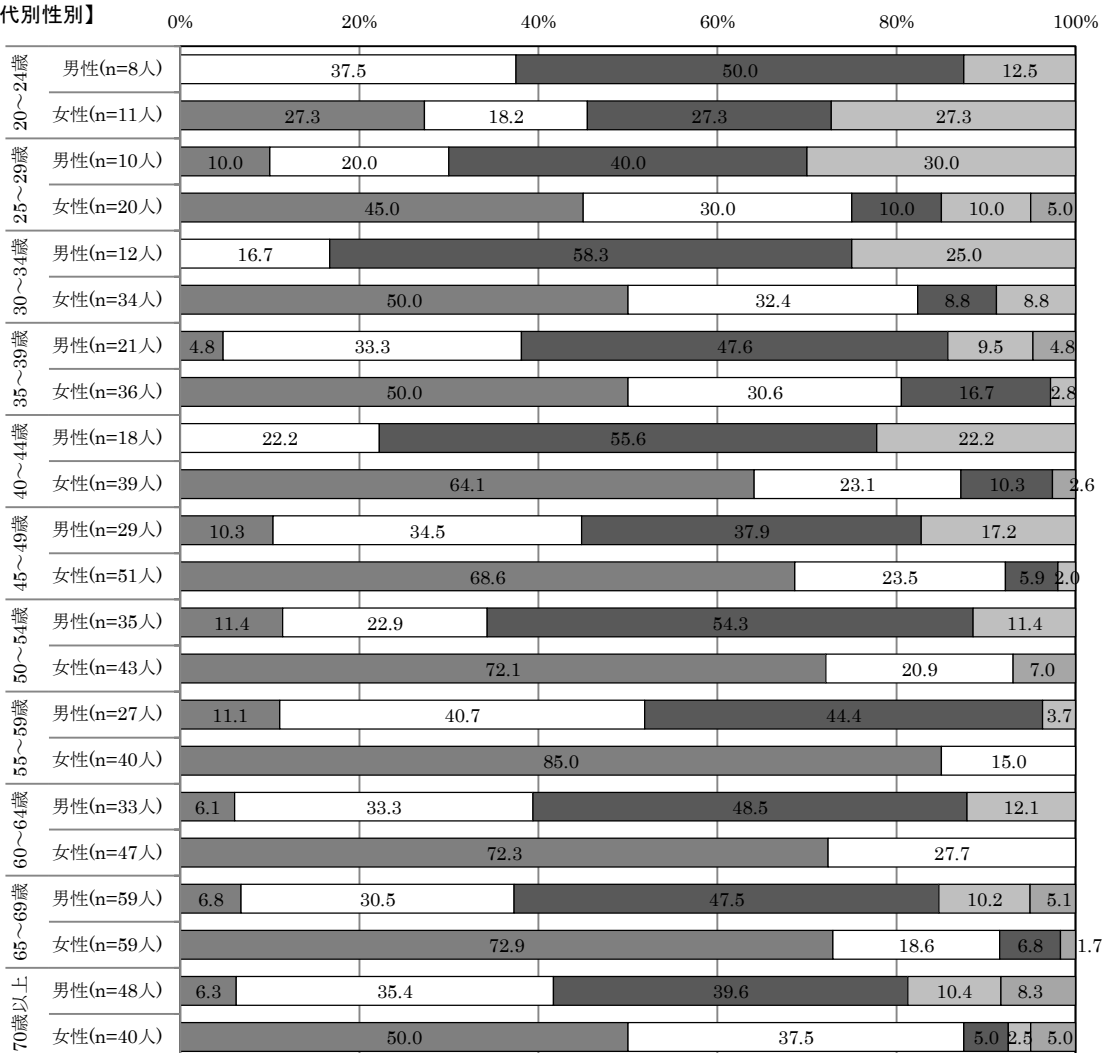 代別性別】
0% 20% 40% 60% 80% 100%
20～24歳
男性(n=8人) 37.5 50.0 12.5
女性(n=11人) 27.3 18.2 27.3 27.3
25～29歳
男性(n=10人) 10.0 20.0 40.0 30.0
女性(n=20人) 45.0 30.0 10.0 10.0 5.0
30～34歳
男性(n=12人) 16.7 58.3 25.0
女性(n=34人) 50.0 32.4 8.8 8.8
35～39歳
男性(n=21人) 4.8 33.3 47.6 9.5 4.8
女性(n=36人) 50.0 30.6 16.7 2.8
40～44歳
男性(n=18人) 22.2 55.6 22.2
女性(n=39人) 64.1 23.1 10.3 2.6
45～49歳
男性(n=29人) 10.3 34.5 37.9 17.2
女性(n=51人) 68.6 23.5 5.9 2.0
50～54歳
男性(n=35人) 11.4 22.9 54.3 11.4
女性(n=43人) 72.1 20.9 7.0
55～59歳
男性(n=27人) 11.1 40.7 44.4 3.7
女性(n=40人) 85.0 15.0
60～64歳
男性(n=33人) 6.1 33.3 48.5 12.1
女性(n=47人) 72.3 27.7
65～69歳
男性(n=59人) 6.8 30.5 47.5 10.2 5.1
女性(n=59人) 72.9 18.6 6.8 1.7
70歳以上
男性(n=48人) 6.3 35.4 39.6 10.4 8.3
女性(n=40人) 50.0 37.5 5.0 2.5 5.0